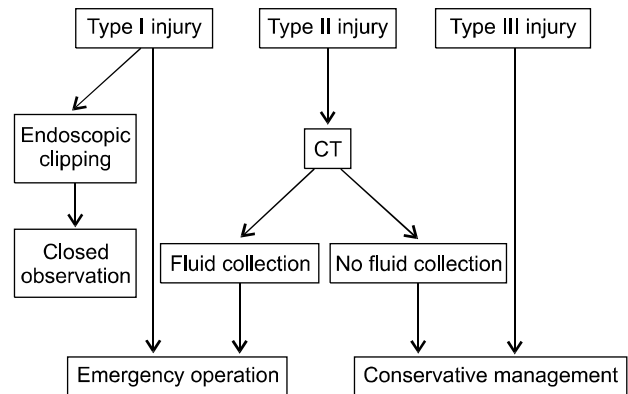 Type I injury
Type II injury
Type III injury
Endoscopic
clipping
CT
Closed
observation
Fluid collection
No fluid collection
Emergency operation
Conservative management